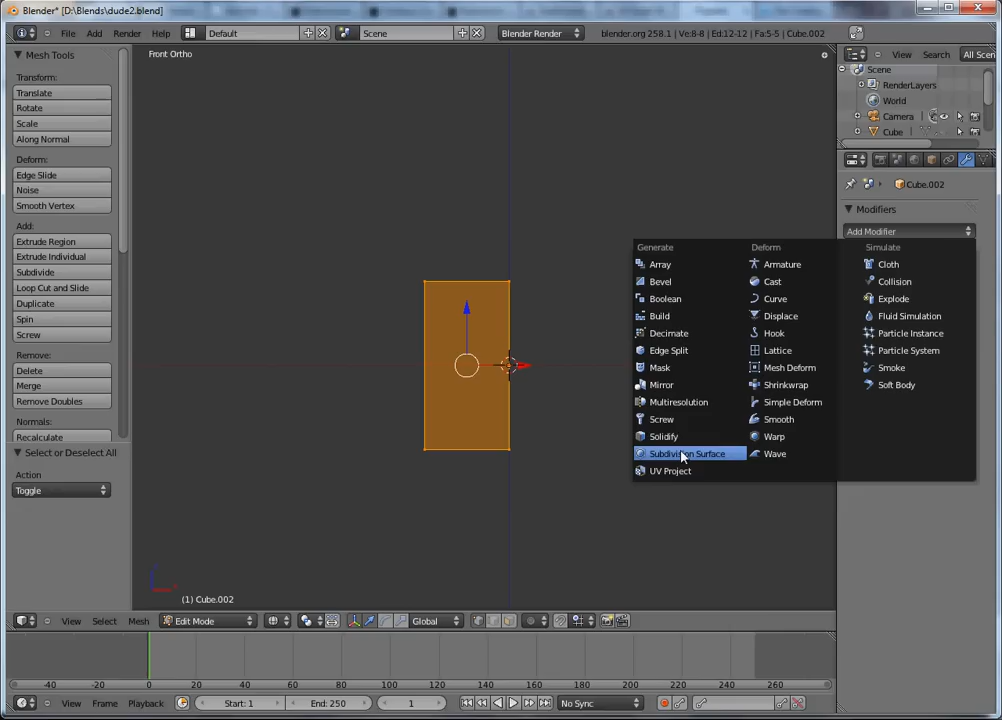 Blender* [D:\Blends\dude2.blend]
File Add Render Help Default Scene Blender Render blender.org 258.1 | Ve:8-8 | Ed:12-12 | Fa:5-5 | Cube.002
Mesh Tools
Transform:
Translate
Rotate
Scale
Along Normal
Deform:
Edge Slide
Noise
Smooth Vertex
Add:
Extrude Region
Extrude Individual
Subdivide
Loop Cut and Slide
Duplicate
Spin
Screw
Remove:
Delete
Merge
Remove Doubles
Normals:
Recalculate
Select or Deselect All
Action
Toggle
Front Ortho
(1) Cube.002
View Select Mesh Edit Mode Global
View Search All Scen
Scene
RenderLayers
World
Camera
Cube
Cube.002
Modifiers
Add Modifier
Generate
Array
Bevel
Boolean
Build
Decimate
Edge Split
Mask
Mirror
Multiresolution
Screw
Solidify
Subdivision Surface
UV Project
Deform
Armature
Cast
Curve
Displace
Hook
Lattice
Mesh Deform
Shrinkwrap
Simple Deform
Smooth
Warp
Wave
Simulate
Cloth
Collision
Explode
Fluid Simulation
Particle Instance
Particle System
Smoke
Soft Body
-40 -20 0 20 40 60 80 100 120 140 160 180 200 220 240 260
View Frame Playback Start: 1 End: 250 1 No Sync